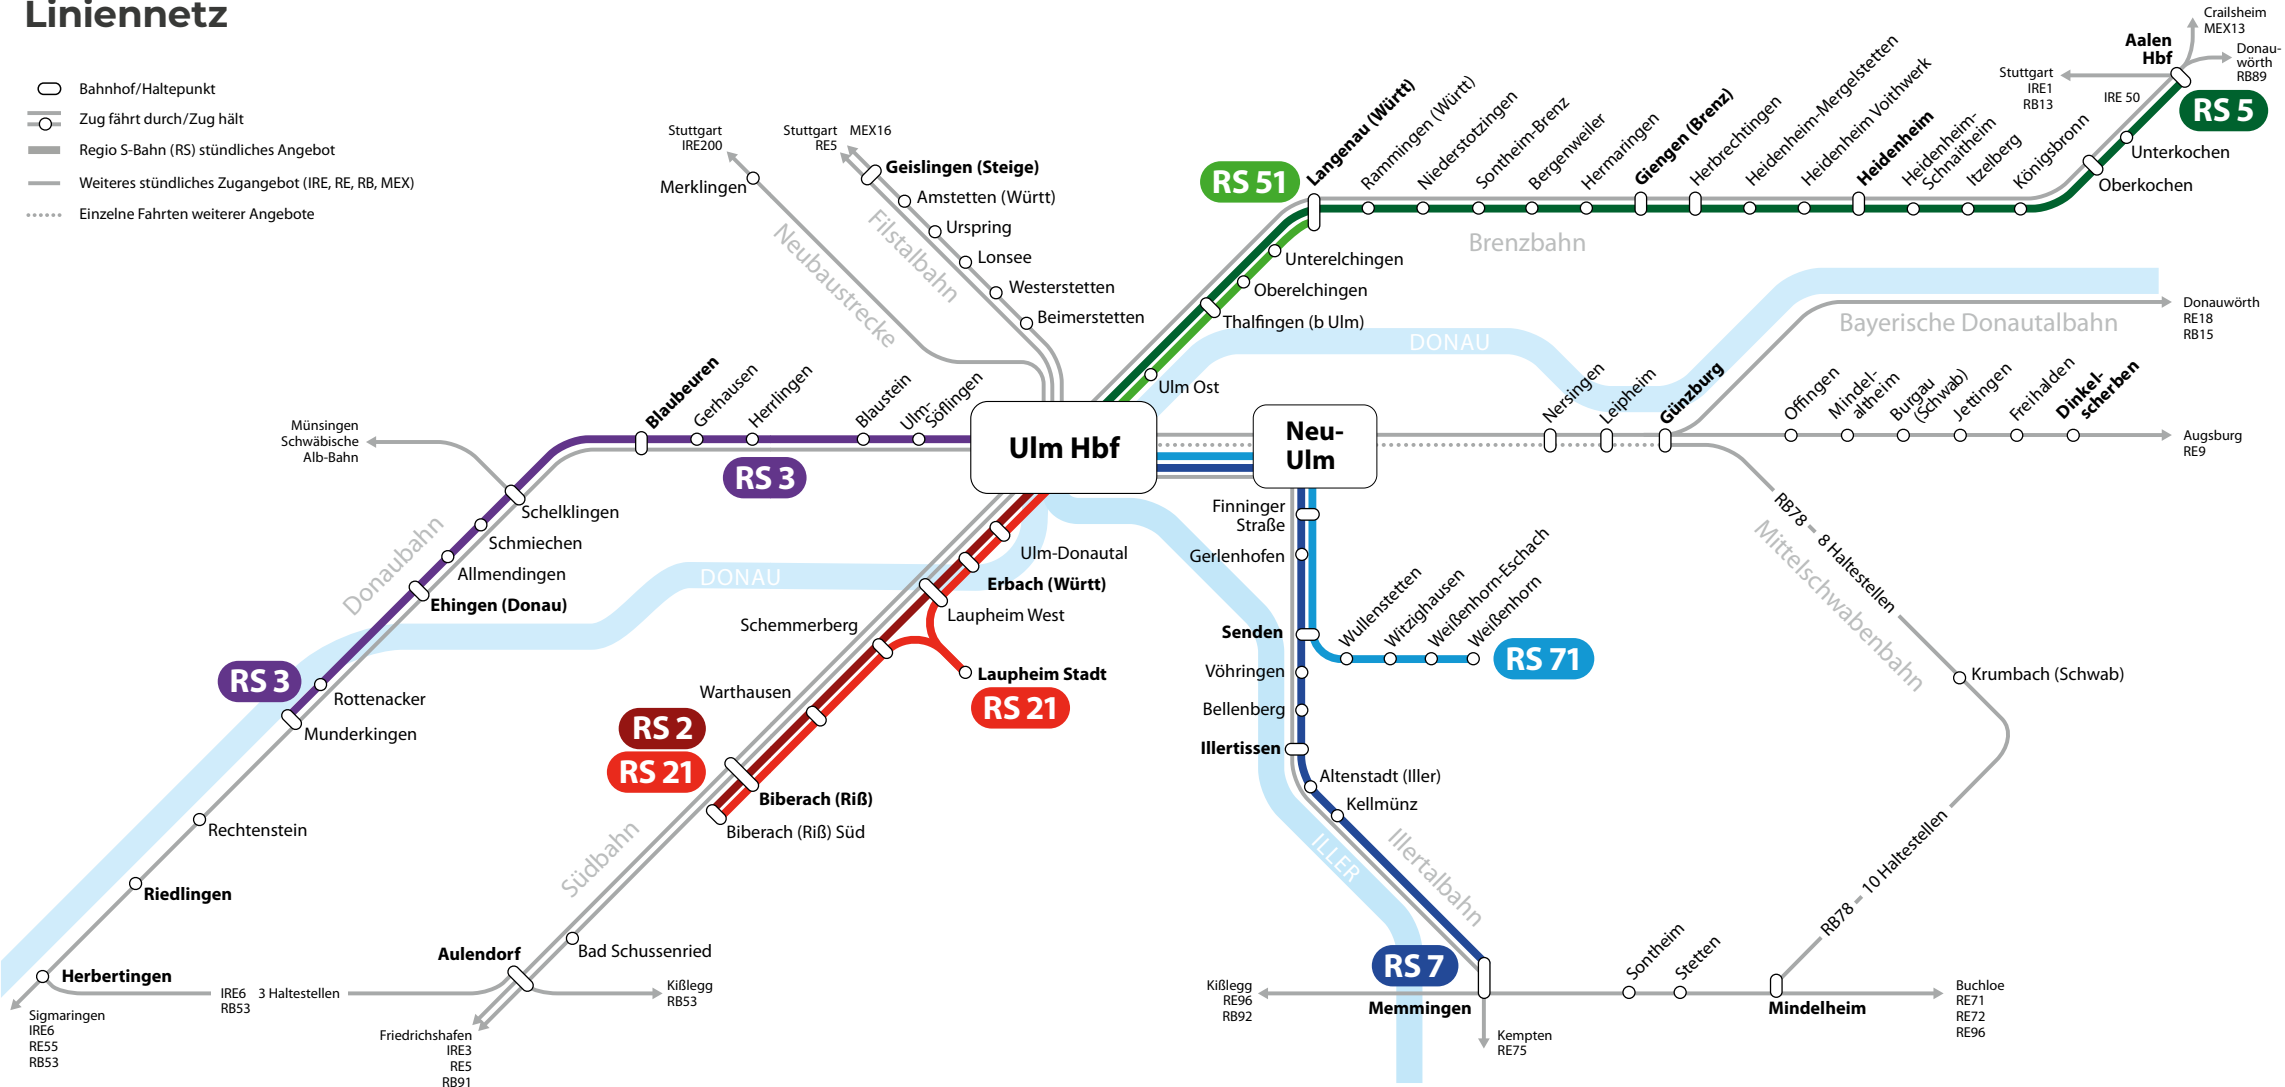 Liniennetz
Bahnhof/Haltepunkt
Zug fährt durch/Zug hält
Regio S-Bahn (RS) stündliches Angebot
Weiteres stündliches Zugangebot (IRE, RE, RB, MEX)
Einzelne Fahrten weiterer Angebote
Stuttgart
IRE200
Merklingen
Neubaustrecke
Stuttgart
RE5
MEX16
Geislingen (Steige)
Amstetten (Württ)
Urspring
Lonsee
Westerstetten
Beimerstetten
Filstalbahn
RS 51
Langenau (Württ)
Rammingen (Württ)
Niederstotzingen
Sontheim-Brenz
Bergenweiler
Hermaringen
Giengen (Brenz)
Herbrechtingen
Heidenheim-Mergelstetten
Heidenheim Voithwerk
Heidenheim
Heidenheim-
Schnaitheim
Itzelberg
Königsbronn
Oberkochen
Unterkochen
Aalen
Hbf
RS 5
Crailsheim
MEX13
Donau-
wörth
RB89
Stuttgart
IRE1
RB13
IRE 50
Brenzbahn
Unterelchingen
Oberelchingen
Thalfingen (b Ulm)
Ulm Ost
DONAU
Bayerische Donautalbahn
Donauwörth
RE18
RB15
Nersingen
Leipheim
Günzburg
Offingen
Mindel-
altheim
Burgau
(Schwab)
Jettingen
Freihalden
Dinkel-
scherben
Augsburg
RE9
Ulm Hbf
Neu-
Ulm
Münsingen
Schwäbische
Alb-Bahn
Blaubeuren
Gerhausen
Herrlingen
Blaustein
Ulm-
Söflingen
RS 3
Schelklingen
Schmiechen
Allmendingen
Ehingen (Donau)
Donaubahn
DONAU
RS 3
Rottenacker
Munderkingen
Rechtenstein
Riedlingen
Herbertingen
Sigmaringen
IRE6
RE55
RB53
IRE6
RB53
3 Haltestellen
Ulm-Donautal
Erbach (Württ)
Laupheim West
Schemmerberg
Laupheim Stadt
RS 21
Warthausen
RS 2
RS 21
Biberach (Riß)
Biberach (Riß) Süd
Südbahn
Bad Schussenried
Aulendorf
Kißlegg
RB53
Friedrichshafen
IRE3
RE5
RB91
Finninger
Straße
Gerlenhofen
Senden
Wullenstetten
Witzighausen
Weißenhorn-Eschach
Weißenhorn
RS 71
Vöhringen
Bellenberg
Illertissen
Altenstadt (Iller)
Kellmünz
ILLER
Illertalbahn
RS 7
Memmingen
Kißlegg
RE96
RB92
Kempten
RE75
Sontheim
Stetten
Mindelheim
Buchloe
RE71
RE72
RE96
RB78 – 8 Haltestellen
Mittelschwabenbahn
Krumbach (Schwab)
RB78 – 10 Haltestellen